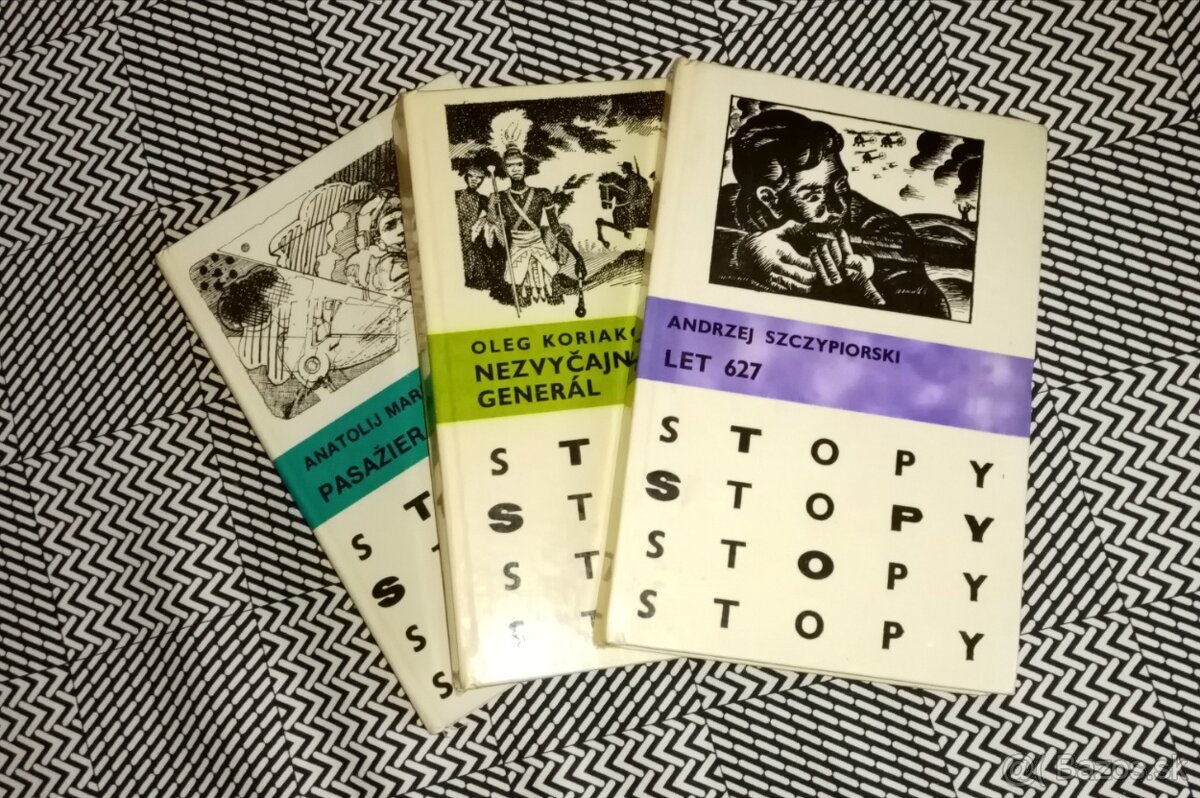 ANATOLIJ MAR
PASAŽIER
S T
S T
S
S
OLEG KORIAK
NEZVYČAJN
GENERÁL
S T
S T
S T
S T
ANDRZEJ SZCZYPIORSKI
LET 627
S T O P Y
S T O P Y
S T O P Y
S T O P Y
Bazos.sk